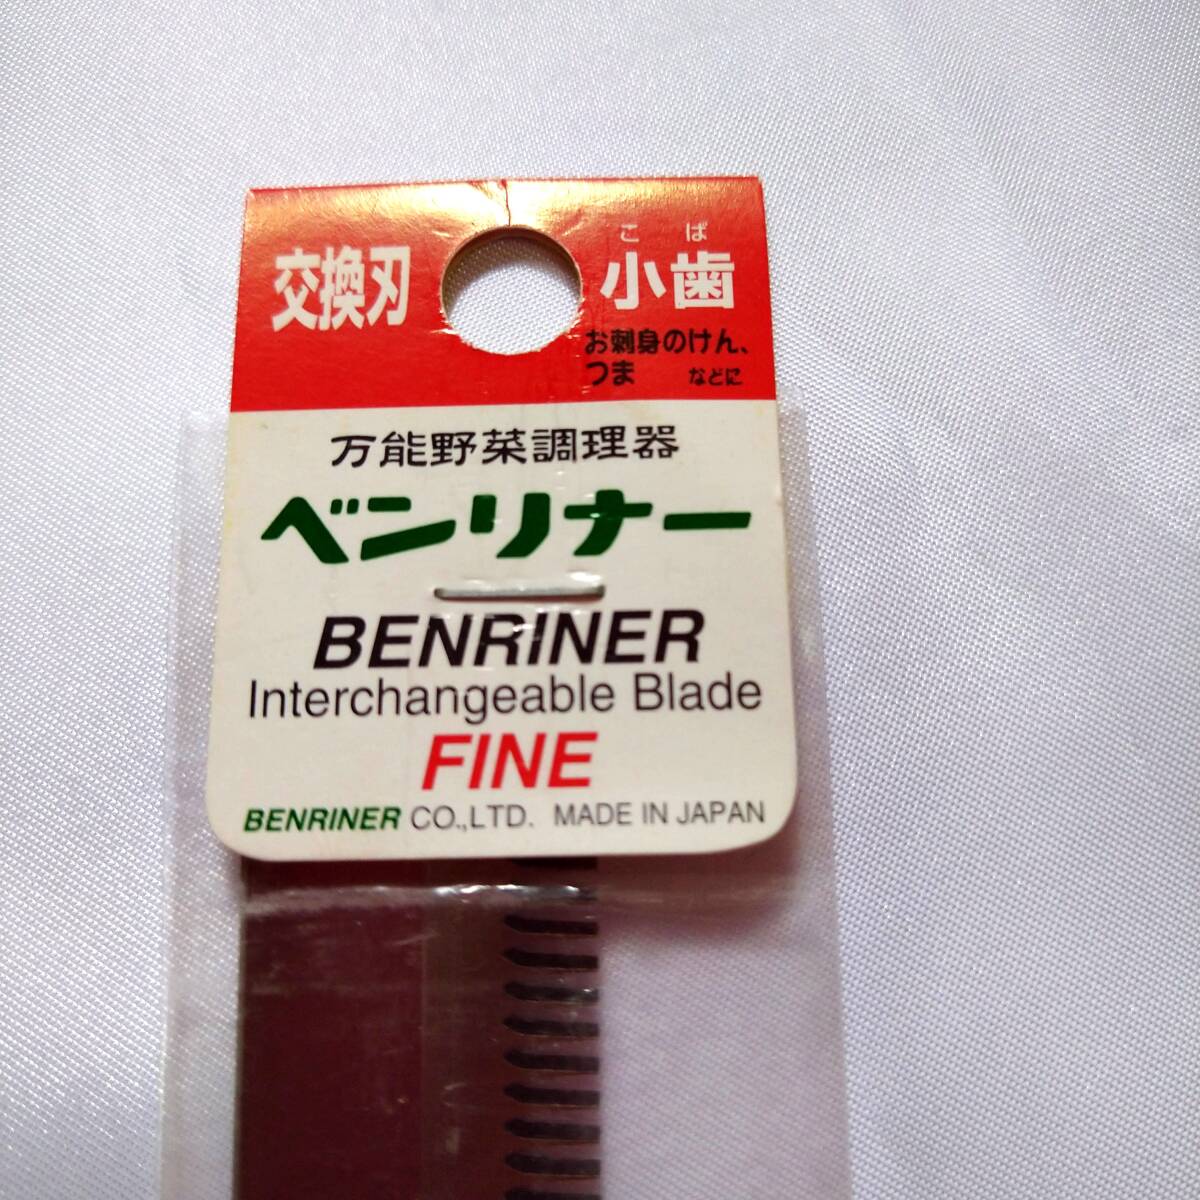 交換刃
こば
小歯
お刺身のけん、
つま などに
万能野菜調理器
ベンリナー
BENRINER
Interchangeable Blade
FINE
BENRINER CO.,LTD. MADE IN JAPAN